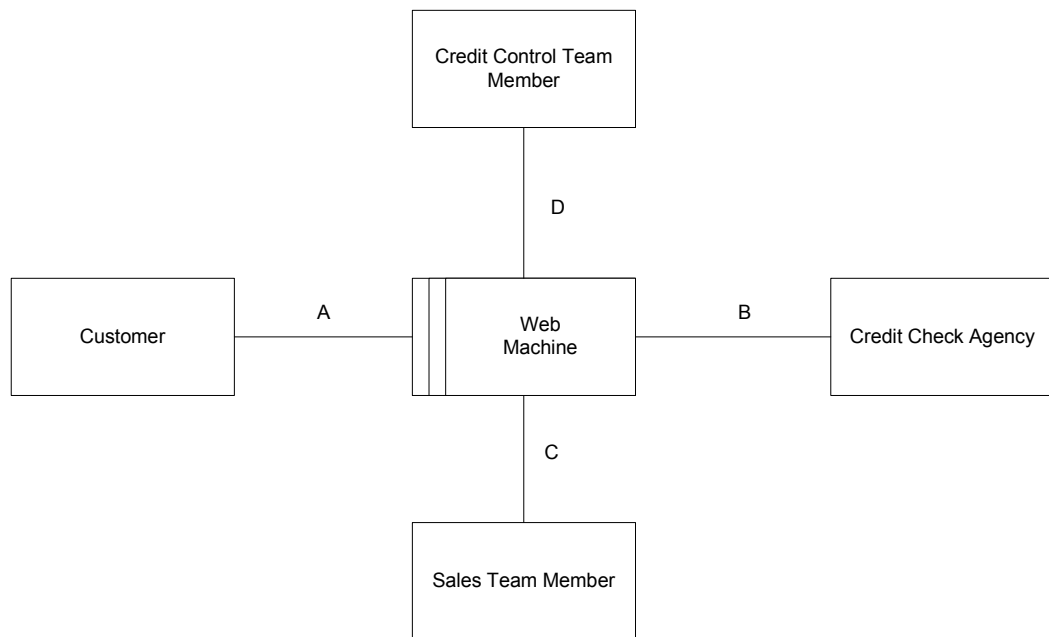 Credit Control Team
Member
D
Customer
A
Web
Machine
B
Credit Check Agency
C
Sales Team Member